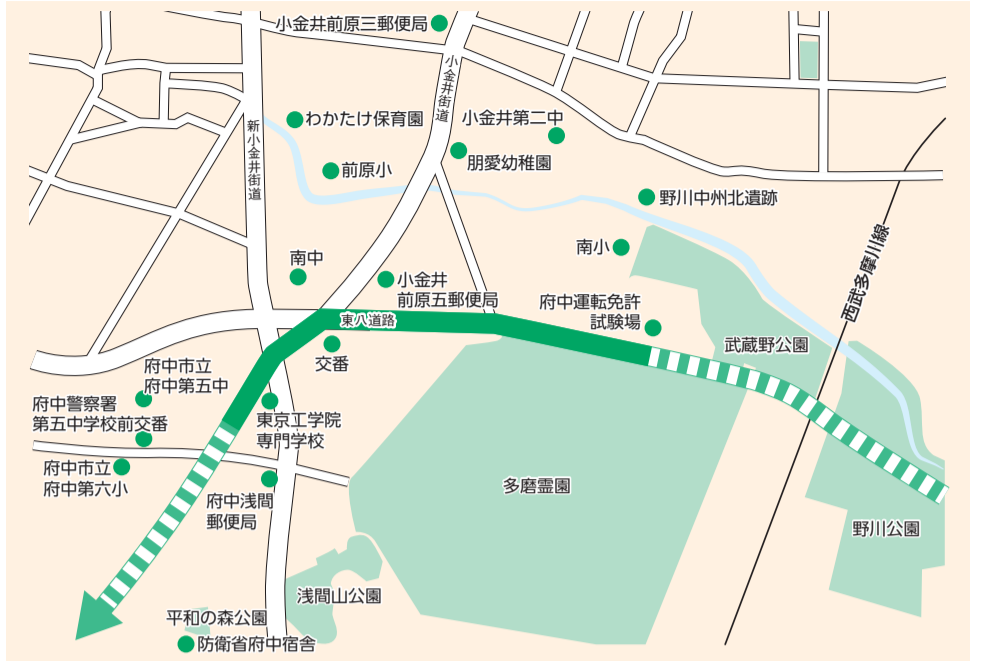 小金井前原三郵便局
小金井街道
わかたけ保育園
小金井第二中
新小金井街道
前原小
朋愛幼稚園
野川中州北遺跡
西武多摩川線
南中
南小
小金井
前原五郵便局
府中運転免許
試験場
東八道路
武蔵野公園
交番
府中市立
府中第五中
府中警察署
第五中学校前交番
東京工学院
専門学校
府中市立
府中第六小
府中浅間
郵便局
多磨霊園
野川公園
浅間山公園
平和の森公園
防衛省府中宿舎